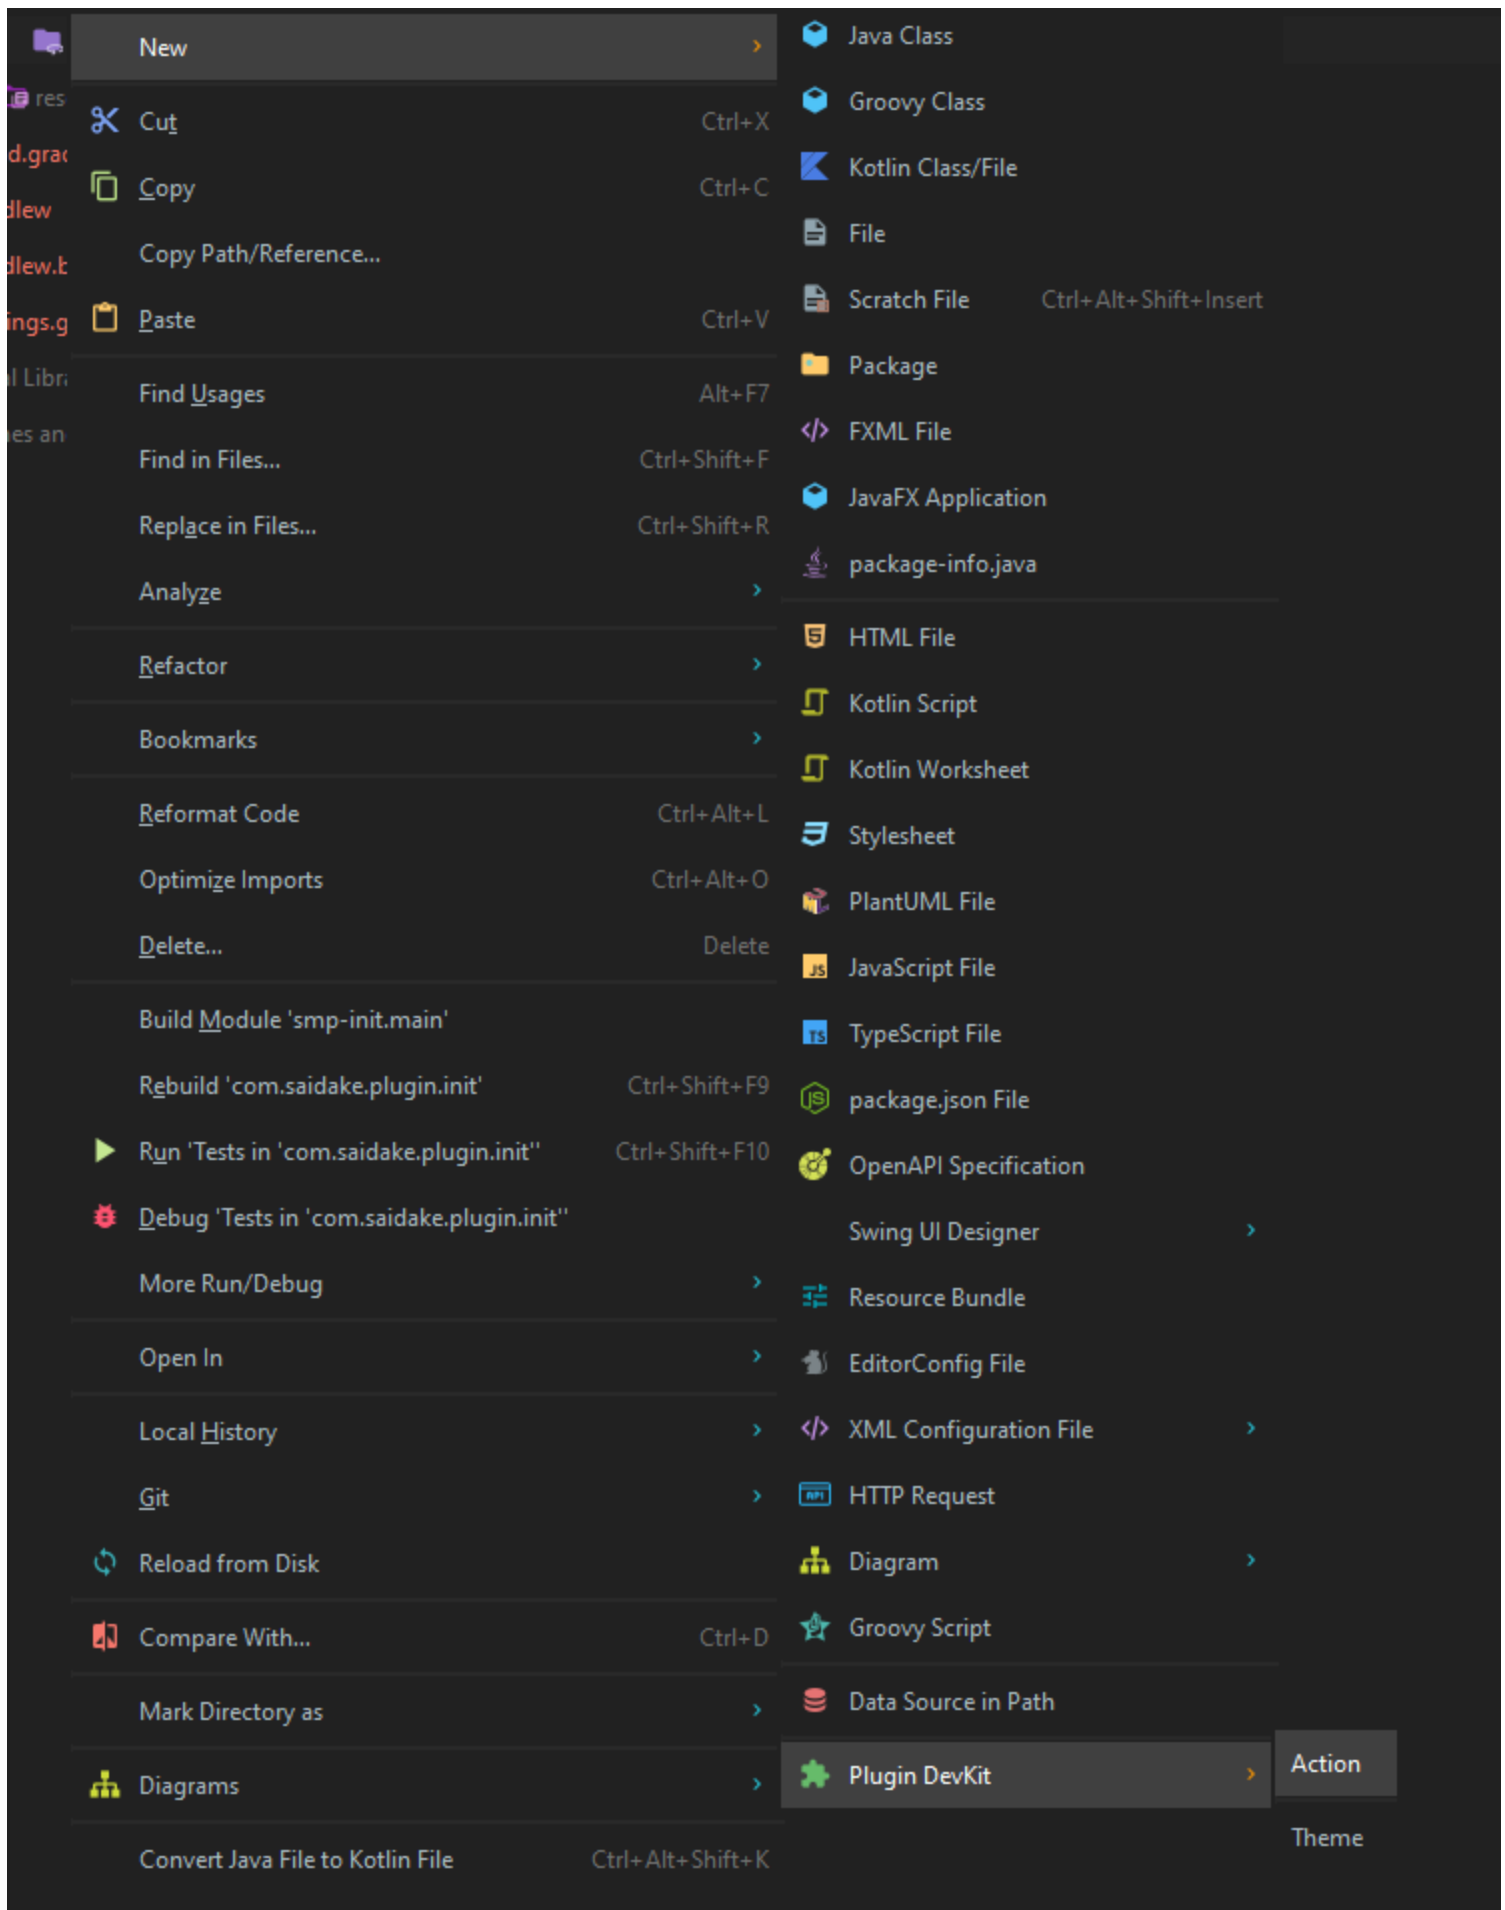 New
Cut Ctrl+X
Copy Ctrl+C
Copy Path/Reference...
Paste Ctrl+V
Find Usages Alt+F7
Find in Files... Ctrl+Shift+F
Replace in Files... Ctrl+Shift+R
Analyze
Refactor
Bookmarks
Reformat Code Ctrl+Alt+L
Optimize Imports Ctrl+Alt+O
Delete... Delete
Build Module 'smp-init.main'
Rebuild 'com.saidake.plugin.init' Ctrl+Shift+F9
Run 'Tests in 'com.saidake.plugin.init'' Ctrl+Shift+F10
Debug 'Tests in 'com.saidake.plugin.init''
More Run/Debug
Open In
Local History
Git
Reload from Disk
Compare With... Ctrl+D
Mark Directory as
Diagrams
Convert Java File to Kotlin File Ctrl+Alt+Shift+K
Java Class
Groovy Class
Kotlin Class/File
File
Scratch File Ctrl+Alt+Shift+Insert
Package
FXML File
JavaFX Application
package-info.java
HTML File
Kotlin Script
Kotlin Worksheet
Stylesheet
PlantUML File
JavaScript File
TypeScript File
package.json File
OpenAPI Specification
Swing UI Designer
Resource Bundle
EditorConfig File
XML Configuration File
HTTP Request
Diagram
Groovy Script
Data Source in Path
Plugin DevKit
Action
Theme